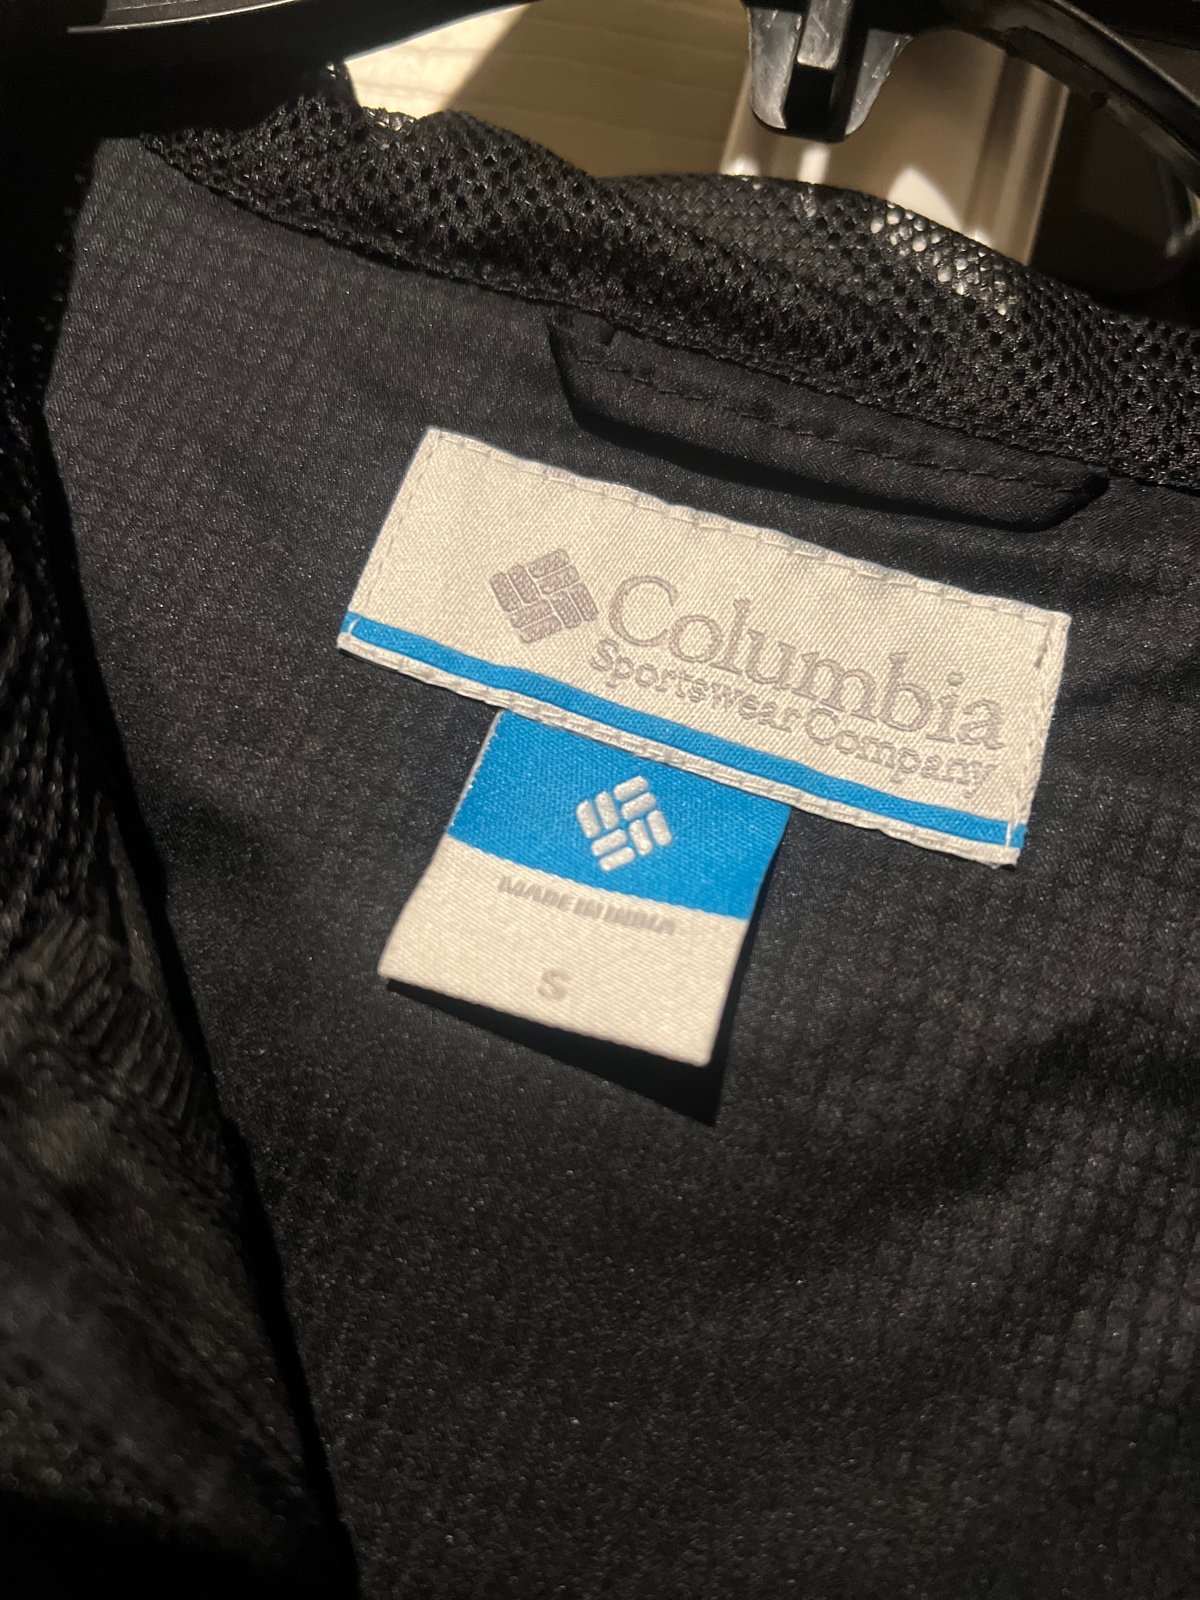 Columbia
Sportswear Company
MADE IN INDIA
S